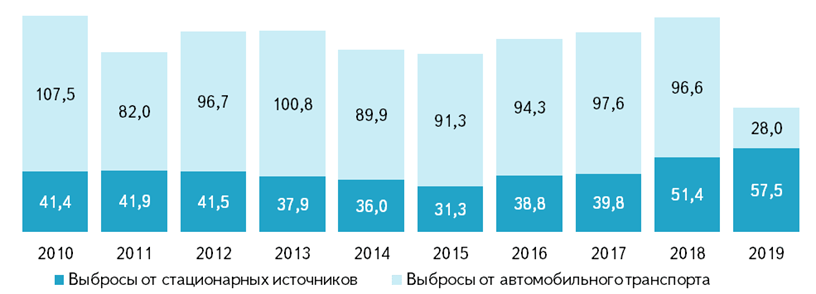 107,5 82,0 96,7 100,8 89,9 91,3 94,3 97,6 96,6 28,0
41,4 41,9 41,5 37,9 36,0 31,3 38,8 39,8 51,4 57,5
2010 2011 2012 2013 2014 2015 2016 2017 2018 2019
Выбросы от стационарных источников Выбросы от автомобильного транспорта